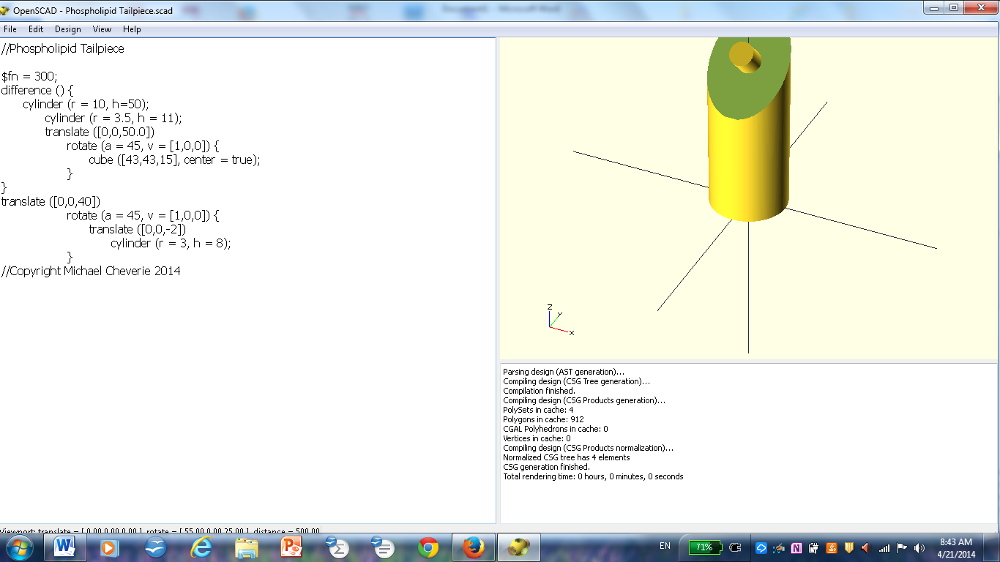 OpenSCAD - Phospholipid Tailpiece.scad
File Edit Design View Help
//Phospholipid Tailpiece
$fn = 300;
difference () {
cylinder (r = 10, h=50);
cylinder (r = 3.5, h = 11);
translate ([0,0,50.0])
rotate (a = 45, v = [1,0,0]) {
cube ([43,43,15], center = true);
}
}
translate ([0,0,40])
rotate (a = 45, v = [1,0,0]) {
translate ([0,0,-2])
cylinder (r = 3, h = 8);
}
//Copyright Michael Cheverie 2014
Z
Y
X
Parsing design (AST generation)...
Compiling design (CSG Tree generation)...
Compilation finished.
Compiling design (CSG Products generation)...
PolySets in cache: 4
Polygons in cache: 912
CGAL Polyhedrons in cache: 0
Vertices in cache: 0
Compiling design (CSG Products normalization)...
Normalized CSG tree has 4 elements
CSG generation finished.
Total rendering time: 0 hours, 0 minutes, 0 seconds
Viewport: translate = [ 0.00 0.00 0.00 ], rotate = [ 55.00 0.00 25.00 ], distance = 500.00
EN
71%
8:43 AM
4/21/2014